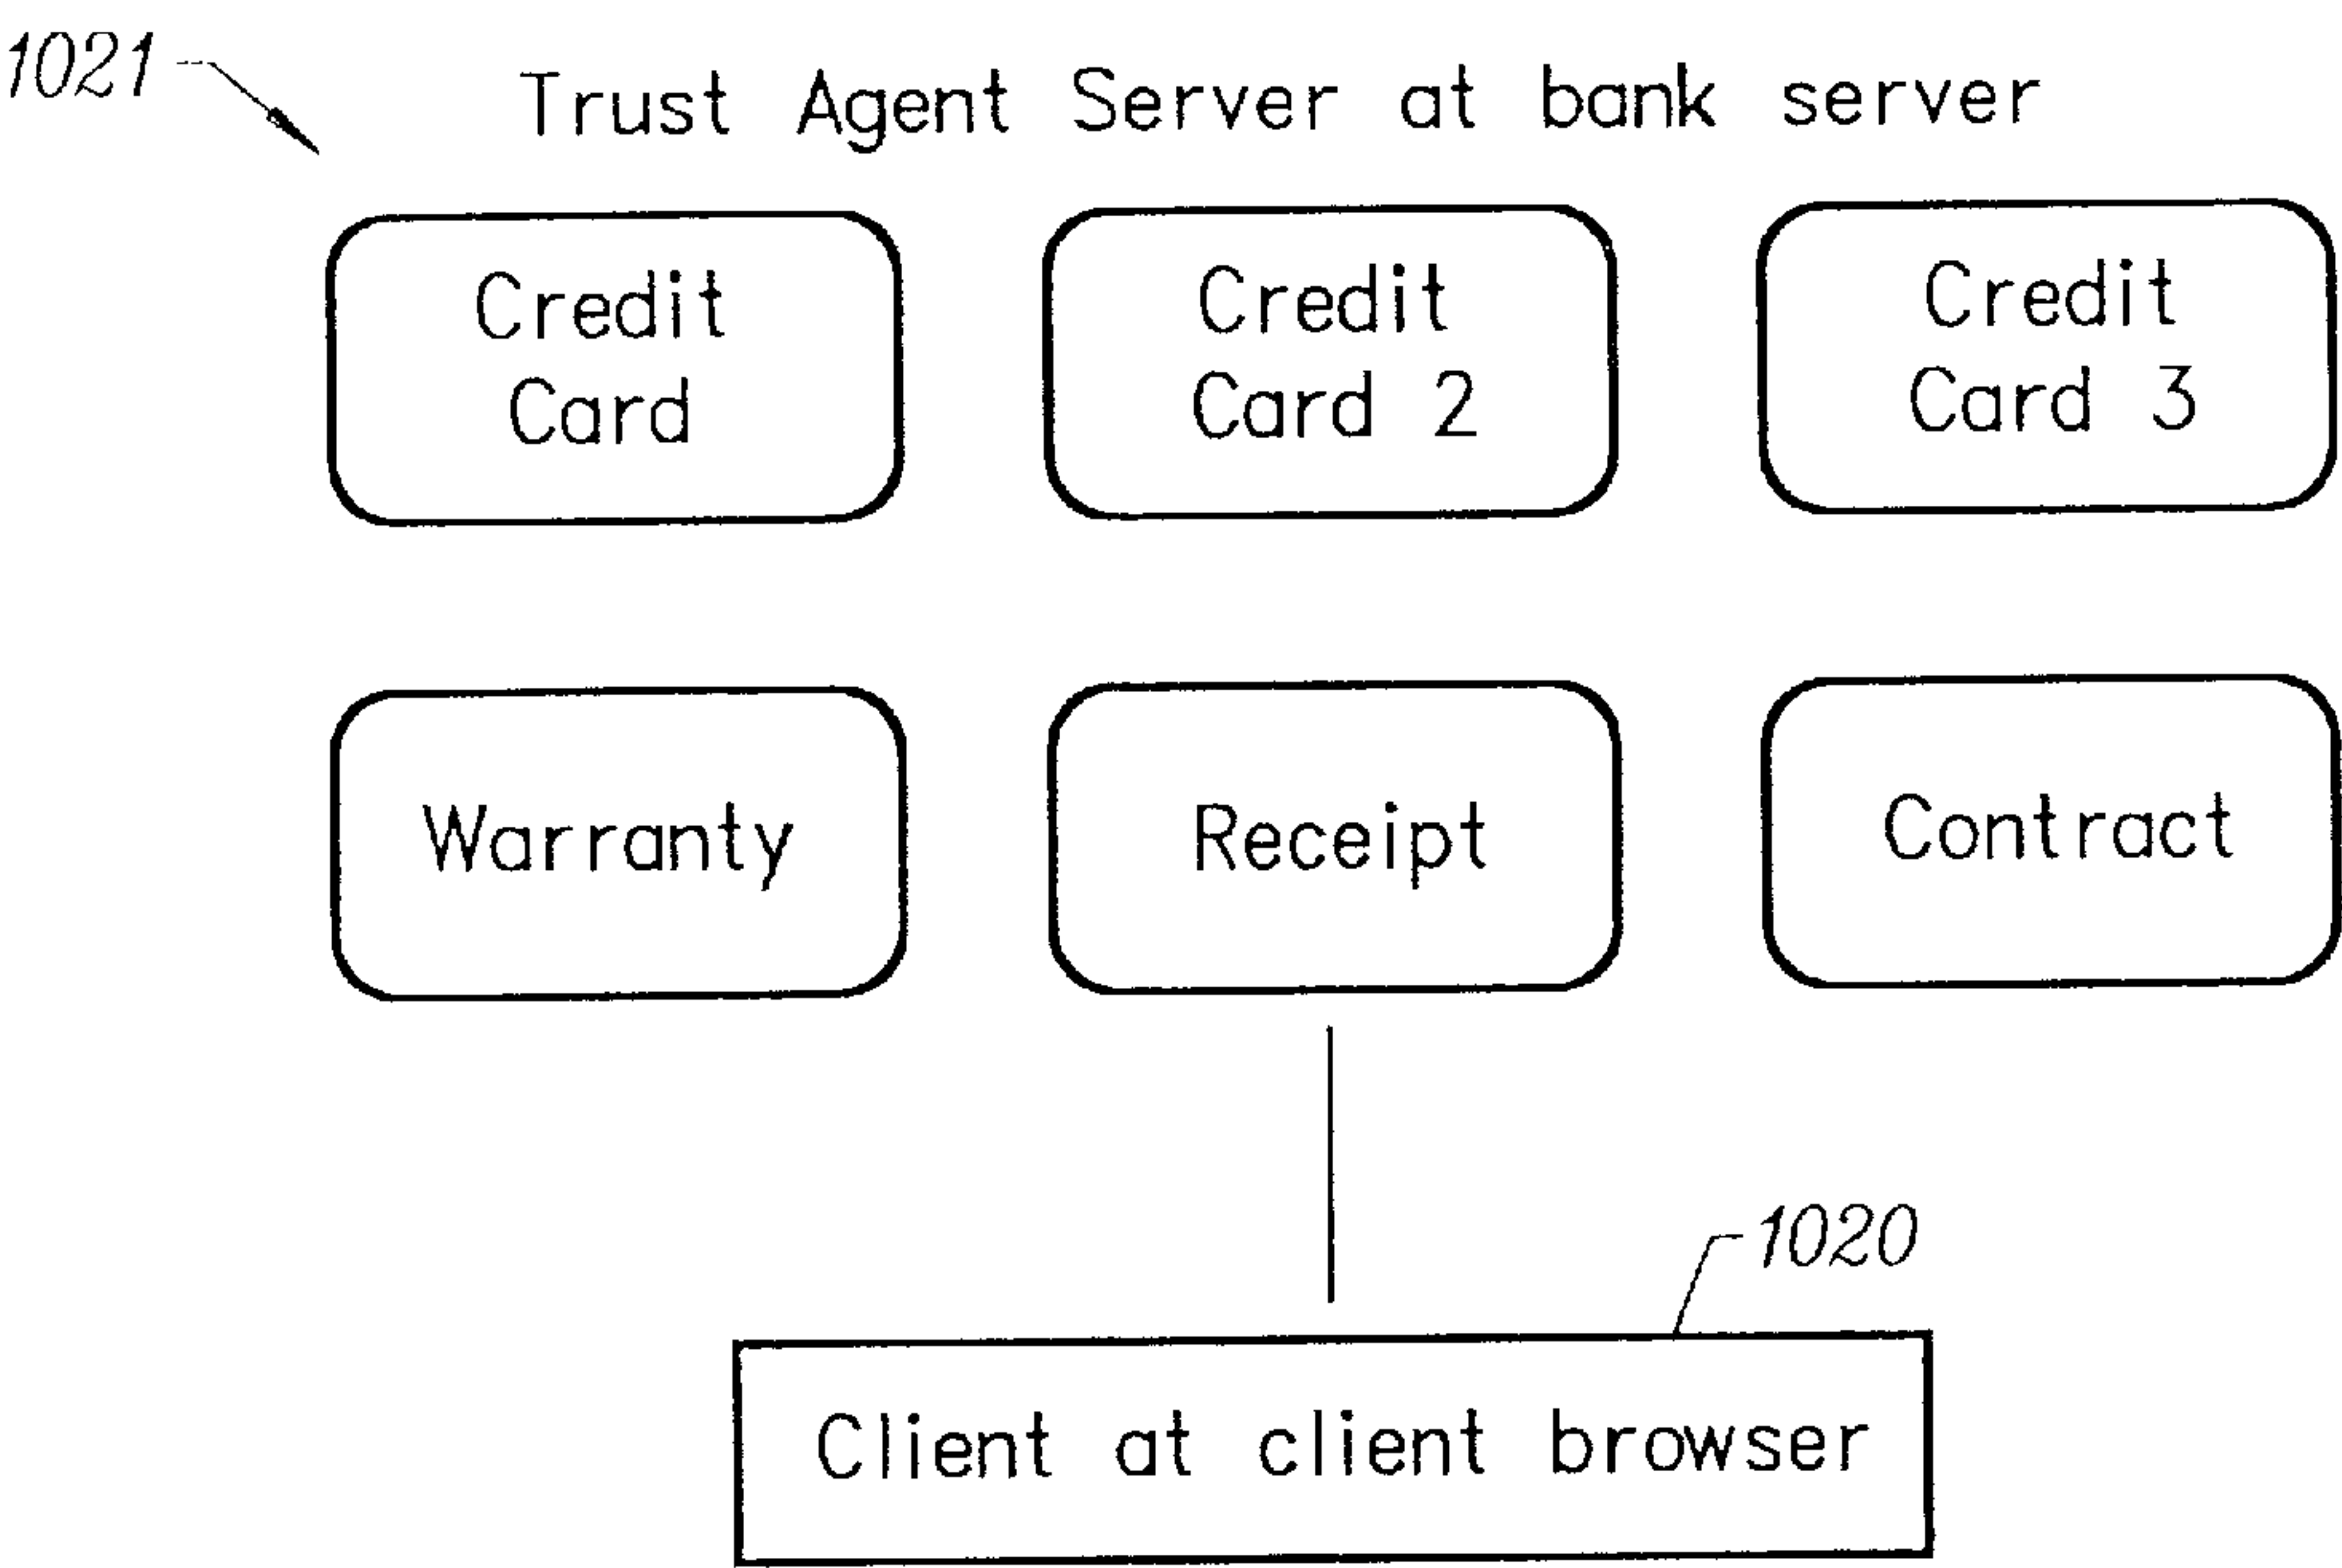 1021
Trust Agent Server at bank server
Credit
Card
Credit
Card 2
Credit
Card 3
Warranty
Receipt
Contract
1020
Client at client browser